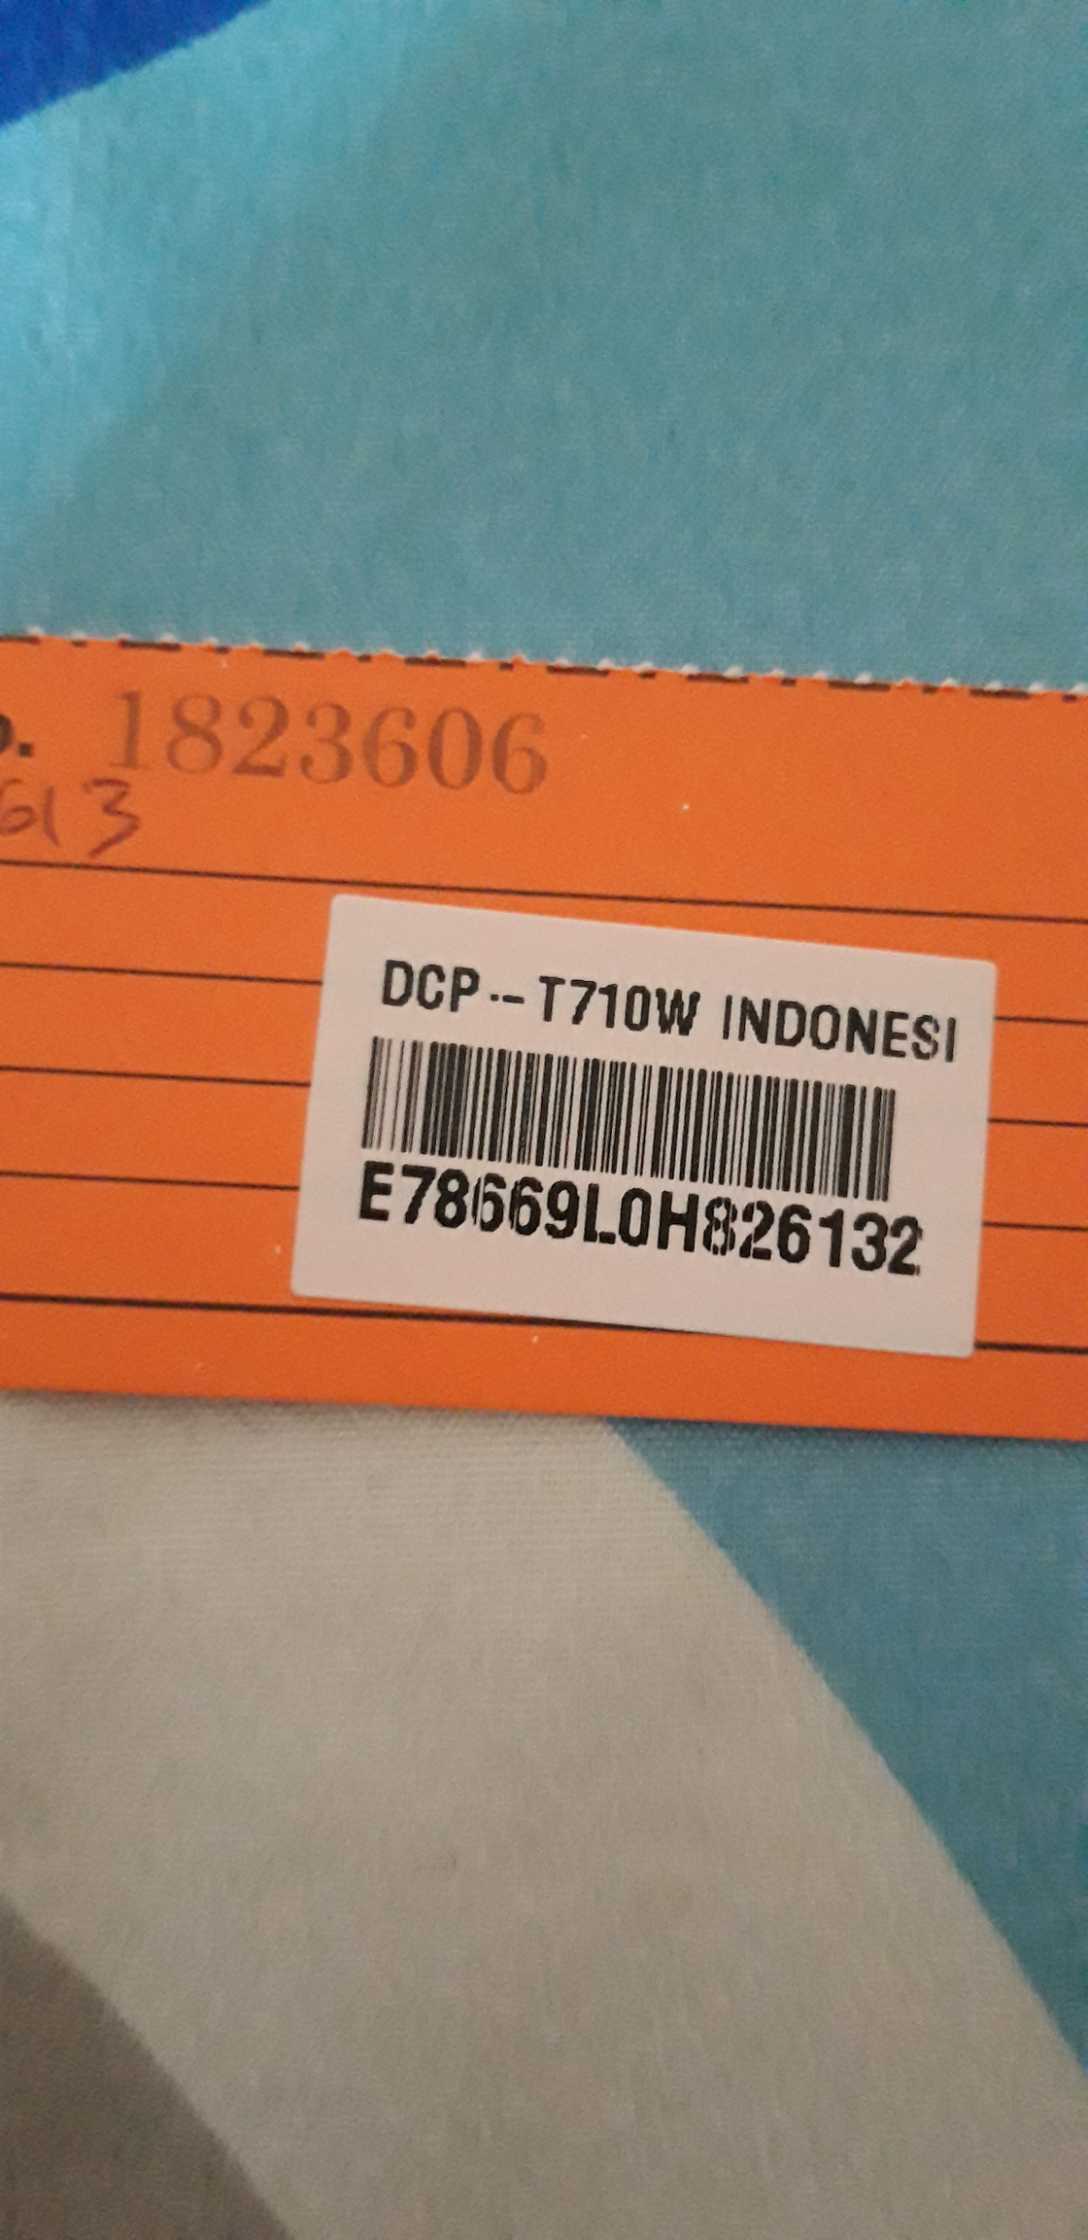 1823606
613
DCP-T710W INDONESI
E78669L0H826132